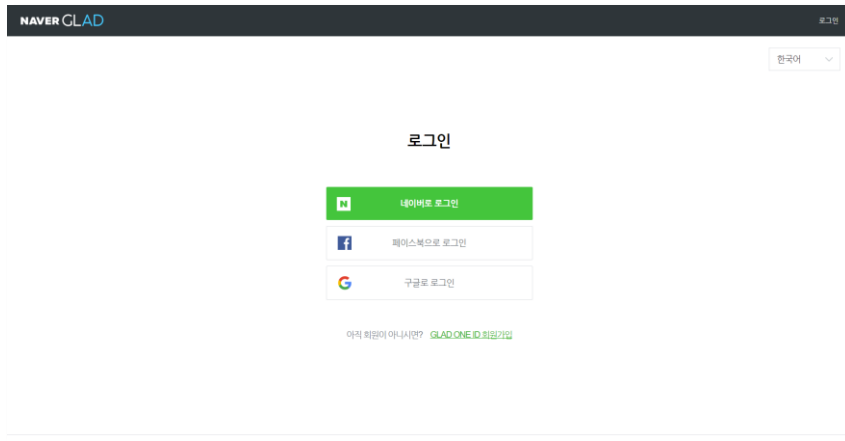 NAVER GLAD
로그인
한국어
로그인
N 네이버로 로그인
f 페이스북으로 로그인
G 구글로 로그인
아직 회원이 아니시면? GLAD ONE ID 회원가입